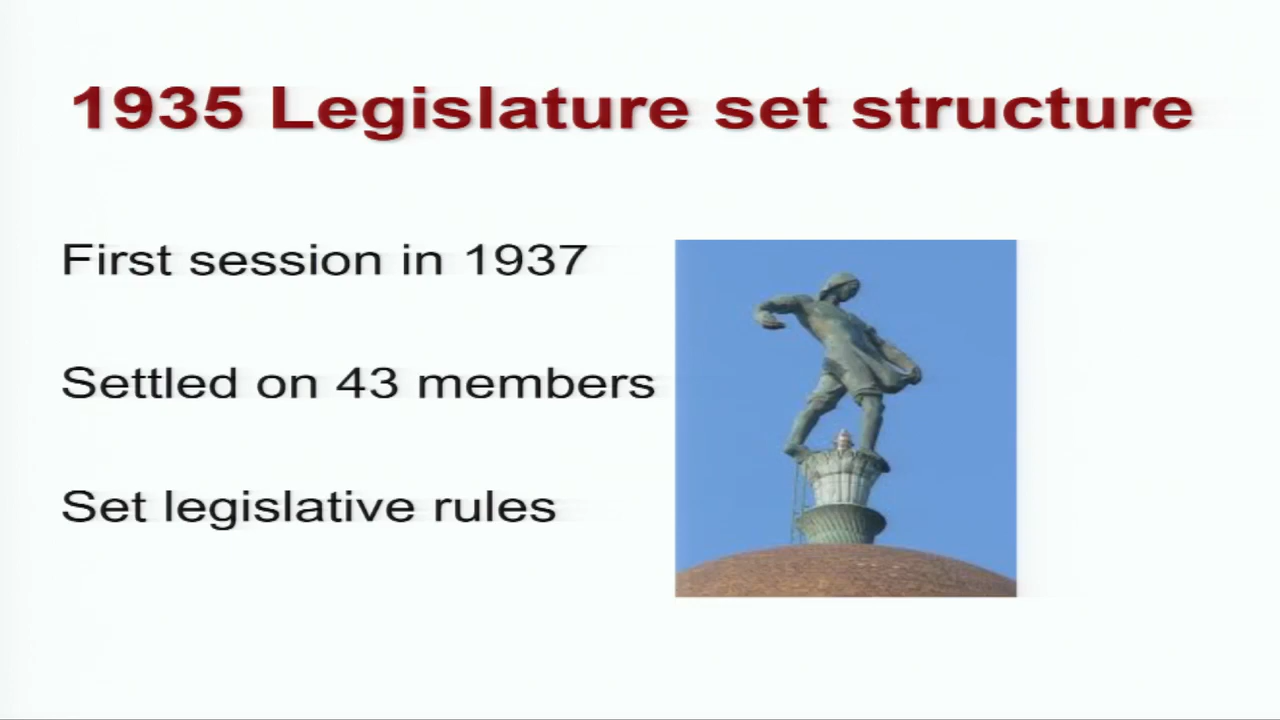 1935 Legislature set structure
First session in 1937
Settled on 43 members
Set legislative rules